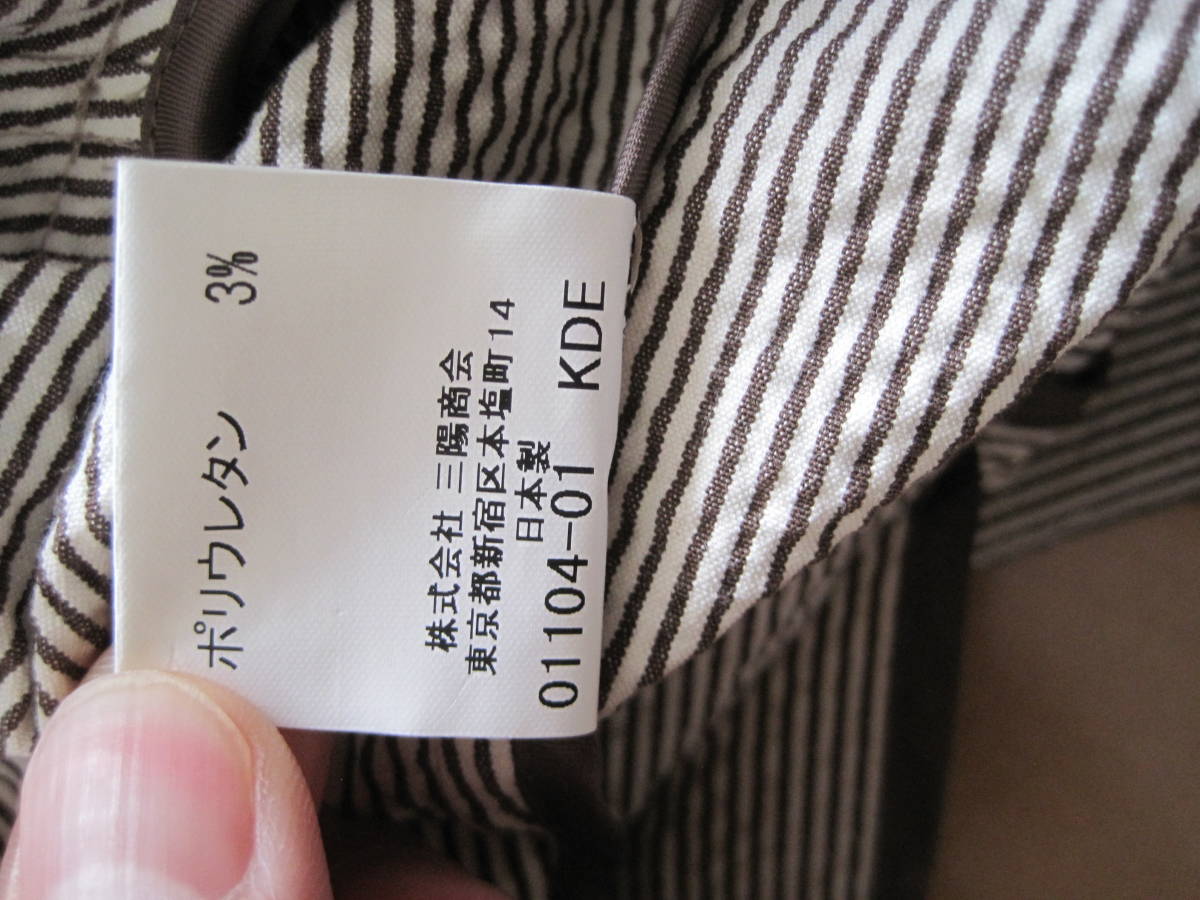 ポリウレタン 3%
株式会社 三陽商会
東京都新宿区本塩町14
日本製
01104-01 KDE